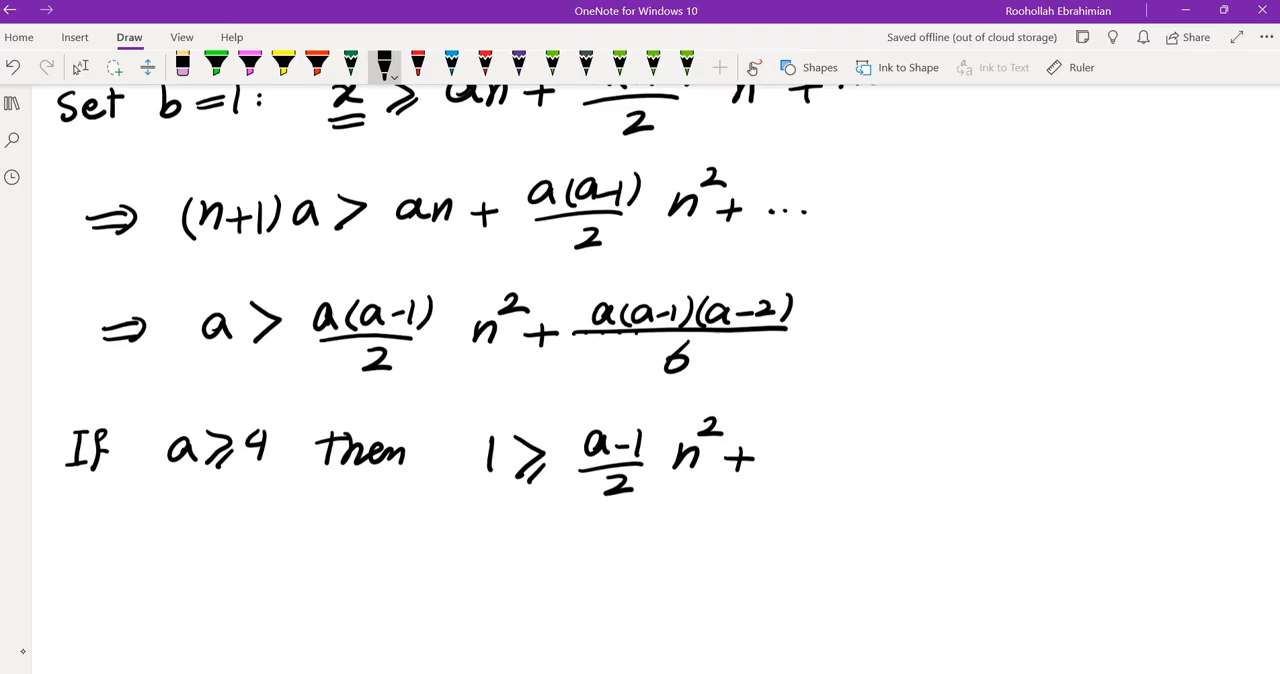 OneNote for Windows 10
Roohollah Ebrahimian
Home Insert Draw View Help
Saved offline (out of cloud storage)
Share
Shapes
Ink to Shape
Ink to Text
Ruler
Set b=1: x ≥ an + /2 n + ...
⇒ (n+1)a > an + a(a-1)/2 n² + ...
⇒ a > a(a-1)/2 n² + a(a-1)(a-2)/6
If a≥4 then 1 ≥ a-1/2 n² +